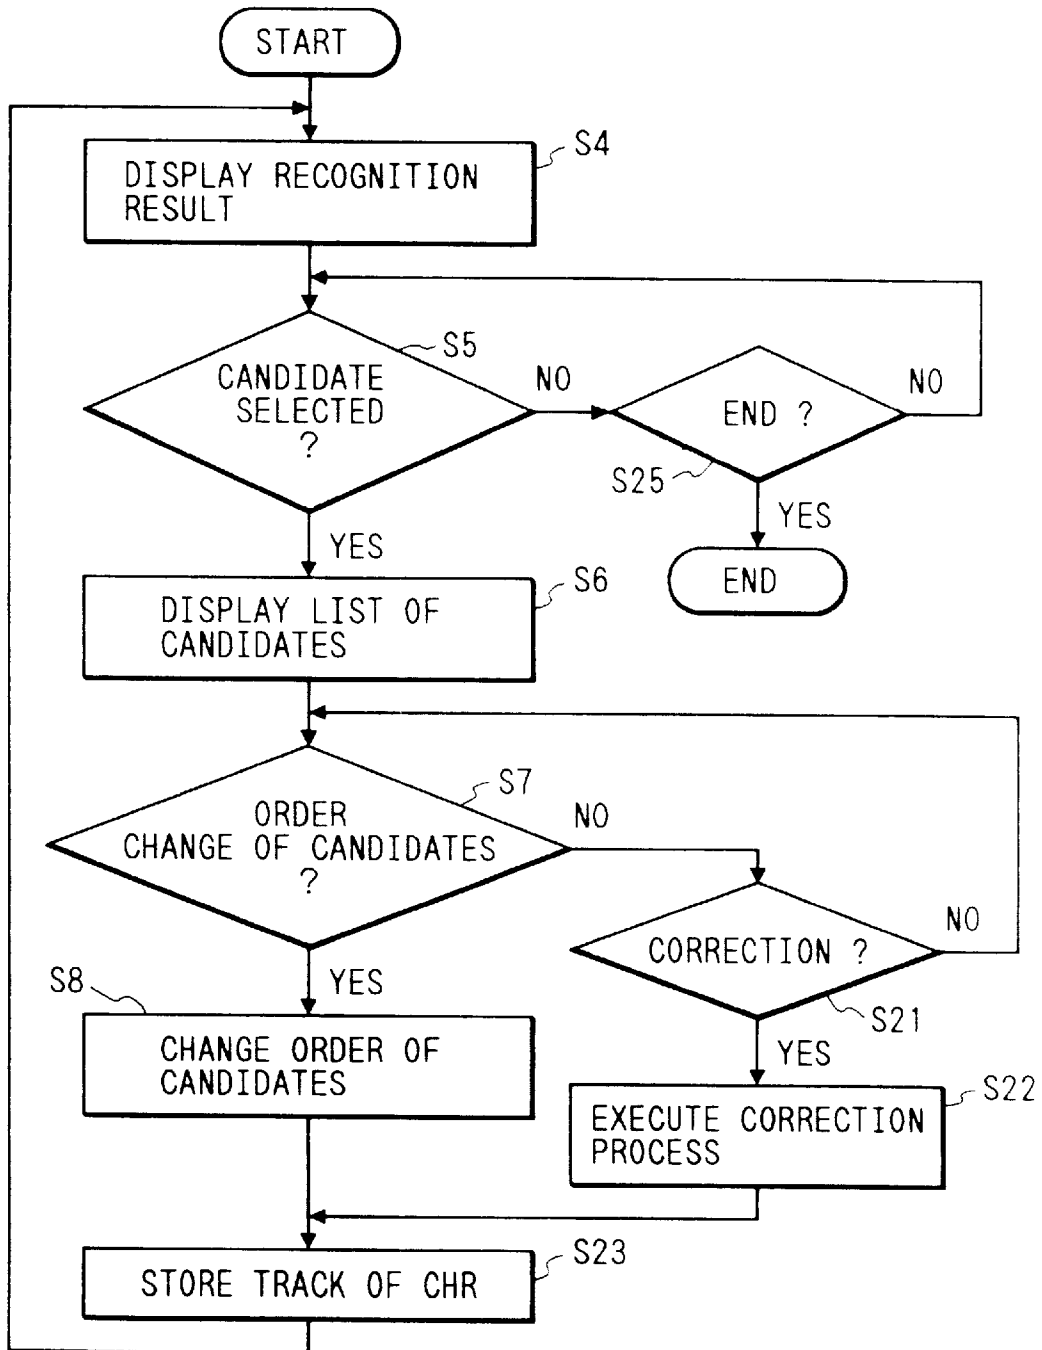 START
S4
DISPLAY RECOGNITION
RESULT
S5
CANDIDATE
SELECTED
?
NO
END ?
NO
S25
YES
YES
END
S6
DISPLAY LIST OF
CANDIDATES
S7
ORDER
CHANGE OF CANDIDATES
?
NO
CORRECTION ?
NO
S21
YES
S8
YES
CHANGE ORDER OF
CANDIDATES
S22
EXECUTE CORRECTION
PROCESS
S23
STORE TRACK OF CHR